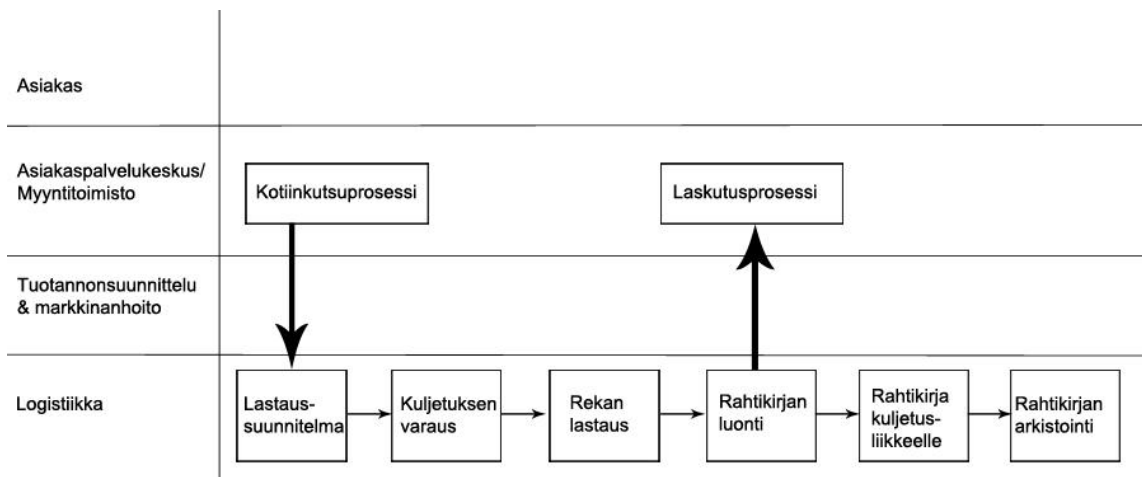 Asiakas
Asiakaspalvelukeskus/
Myyntitoimisto
Kotiinkutsuprosessi
Laskutusprosessi
Tuotannonsuunnittelu
& markkinanhoito
Logistiikka
Lastaus-
suunnitelma
Kuljetuksen
varaus
Rekan
lastaus
Rahtikirjan
luonti
Rahtikirja
kuljetus-
liikkeelle
Rahtikirjan
arkistointi